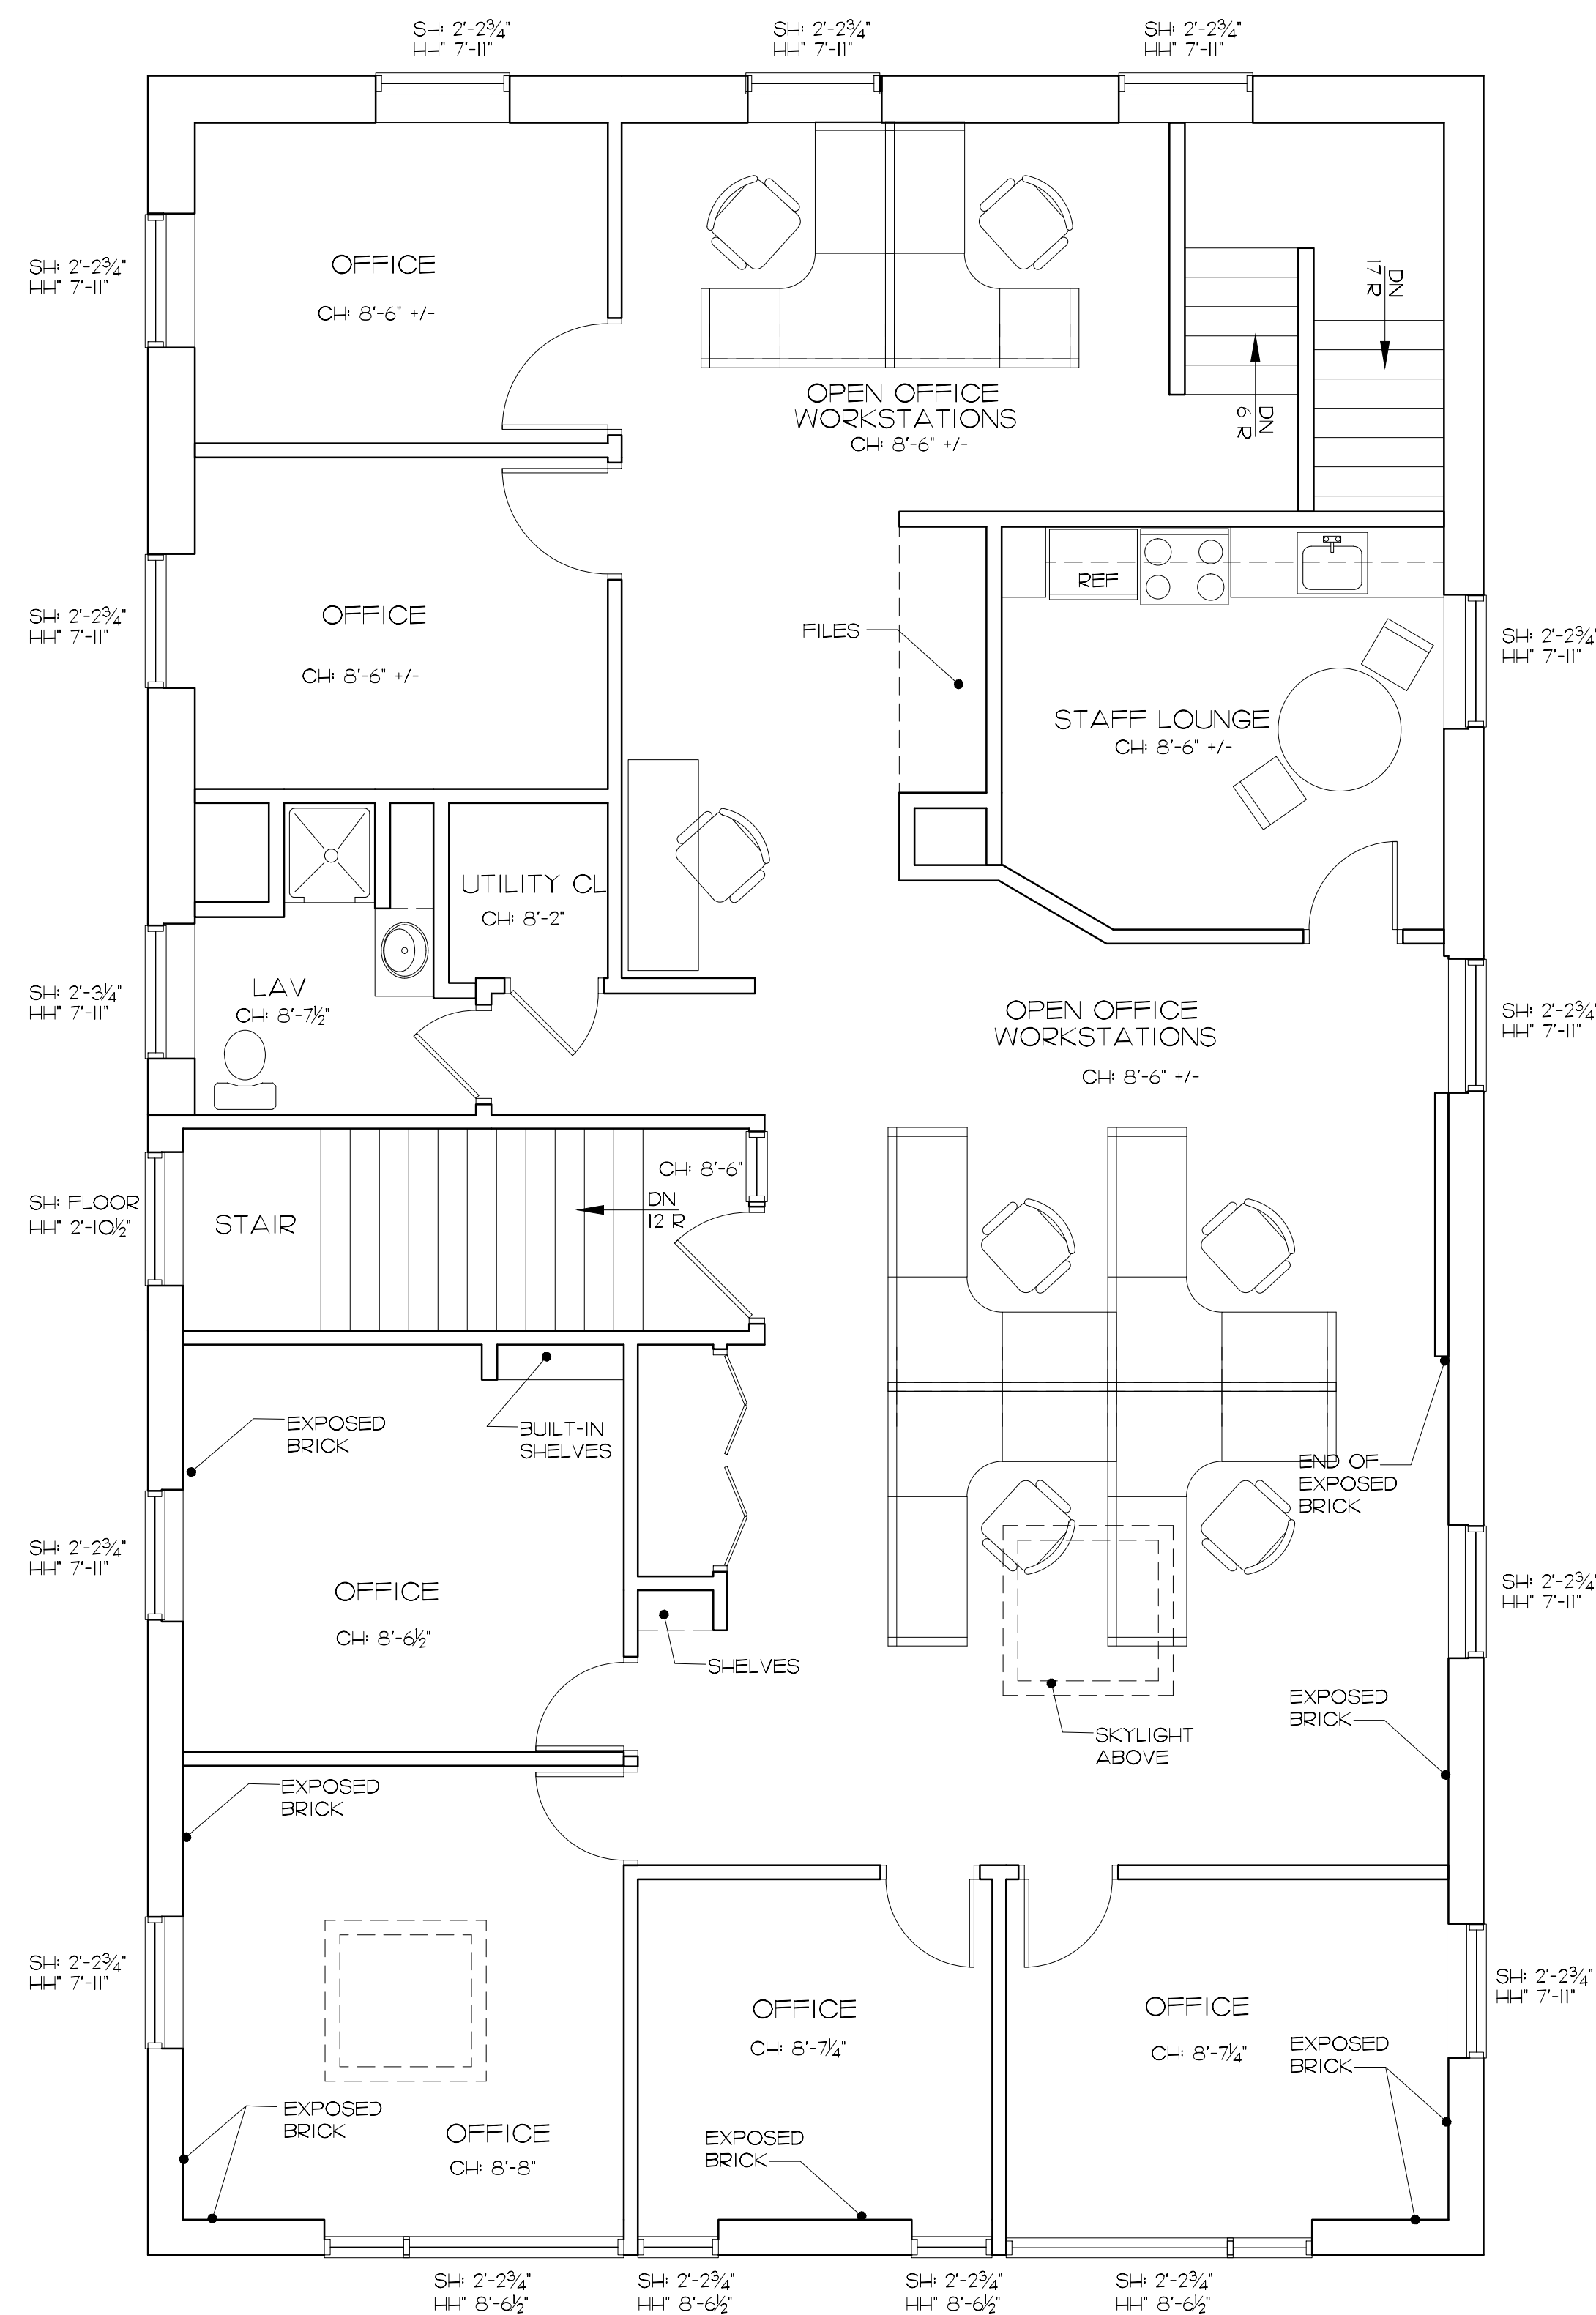 SH: 2'-2¾"
HH" 7'-11"
SH: 2'-2¾"
HH" 7'-11"
SH: 2'-2¾"
HH" 7'-11"
SH: 2'-2¾"
HH" 7'-11"
OFFICE
CH: 8'-6" +/-
DN
17 R
OPEN OFFICE
WORKSTATIONS
CH: 8'-6" +/-
DN
6 R
REF
SH: 2'-2¾"
HH" 7'-11"
OFFICE
CH: 8'-6" +/-
FILES
SH: 2'-2¾"
HH" 7'-11"
STAFF LOUNGE
CH: 8'-6" +/-
UTILITY CL
CH: 8'-2"
SH: 2'-3¼"
HH" 7'-11"
LAV
CH: 8'-7½"
OPEN OFFICE
WORKSTATIONS
CH: 8'-6" +/-
SH: 2'-2¾"
HH" 7'-11"
SH: FLOOR
HH" 2'-10½"
STAIR
CH: 8'-6"
DN
12 R
EXPOSED
BRICK
BUILT-IN
SHELVES
END OF
EXPOSED
BRICK
SH: 2'-2¾"
HH" 7'-11"
OFFICE
CH: 8'-6½"
SH: 2'-2¾"
HH" 7'-11"
SHELVES
SKYLIGHT
ABOVE
EXPOSED
BRICK
EXPOSED
BRICK
SH: 2'-2¾"
HH" 7'-11"
OFFICE
CH: 8'-7¼"
OFFICE
CH: 8'-7¼"
SH: 2'-2¾"
HH" 7'-11"
EXPOSED
BRICK
EXPOSED
BRICK
OFFICE
CH: 8'-8"
EXPOSED
BRICK
SH: 2'-2¾"
HH" 8'-6½"
SH: 2'-2¾"
HH" 8'-6½"
SH: 2'-2¾"
HH" 8'-6½"
SH: 2'-2¾"
HH" 8'-6½"